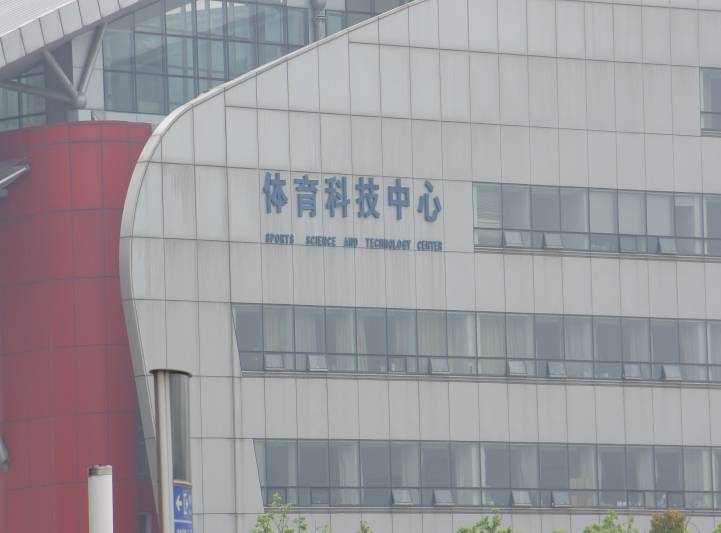 体育科技中心
SPORTS SCIENCE AND TECHNOLOGY CENTER